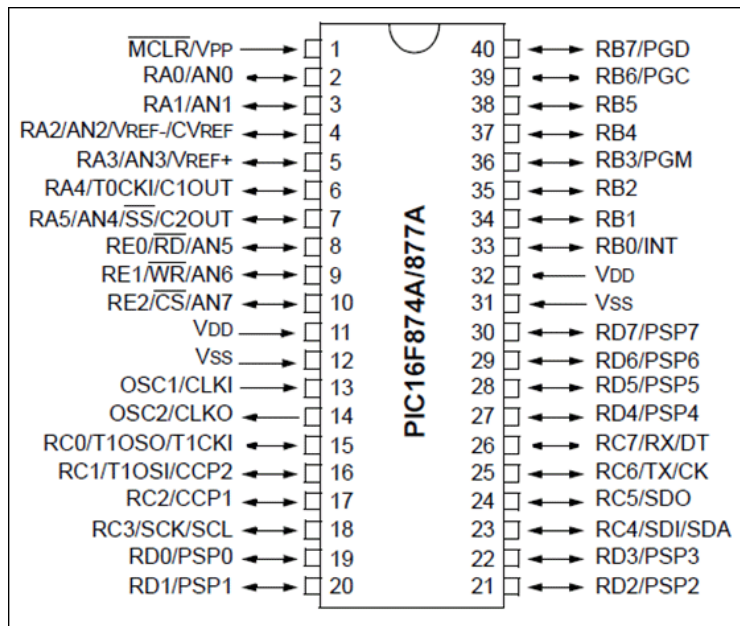 MCLR/VPP 1 40 RB7/PGD
RA0/AN0 2 39 RB6/PGC
RA1/AN1 3 38 RB5
RA2/AN2/VREF-/CVREF 4 37 RB4
RA3/AN3/VREF+ 5 36 RB3/PGM
RA4/T0CKI/C1OUT 6 35 RB2
RA5/AN4/SS/C2OUT 7 34 RB1
RE0/RD/AN5 8 33 RB0/INT
RE1/WR/AN6 9 32 VDD
RE2/CS/AN7 10 31 VSS
VDD 11 30 RD7/PSP7
VSS 12 29 RD6/PSP6
OSC1/CLKI 13 28 RD5/PSP5
OSC2/CLKO 14 27 RD4/PSP4
RC0/T1OSO/T1CKI 15 26 RC7/RX/DT
RC1/T1OSI/CCP2 16 25 RC6/TX/CK
RC2/CCP1 17 24 RC5/SDO
RC3/SCK/SCL 18 23 RC4/SDI/SDA
RD0/PSP0 19 22 RD3/PSP3
RD1/PSP1 20 21 RD2/PSP2
PIC16F874A/877A